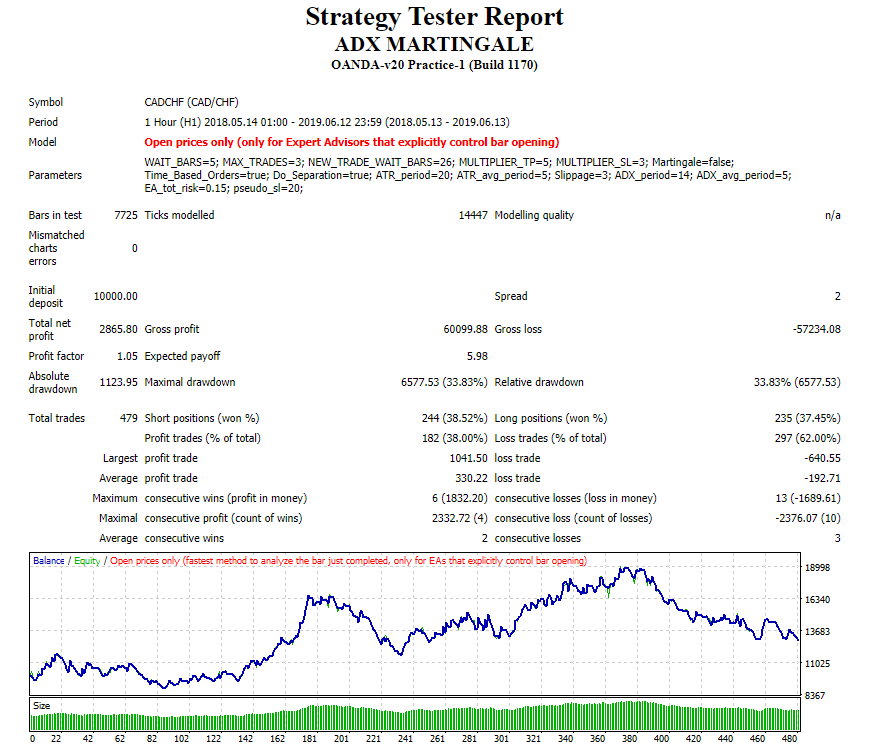 Strategy Tester Report
ADX MARTINGALE
OANDA-v20 Practice-1 (Build 1170)
Symbol CADCHF (CAD/CHF)
Period 1 Hour (H1) 2018.05.14 01:00 - 2019.06.12 23:59 (2018.05.13 - 2019.06.13)
Model Open prices only (only for Expert Advisors that explicitly control bar opening)
Parameters WAIT_BARS=5; MAX_TRADES=3; NEW_TRADE_WAIT_BARS=26; MULTIPLIER_TP=5; MULTIPLIER_SL=3; Martingale=false;
Time_Based_Orders=true; Do_Separation=true; ATR_period=20; ATR_avg_period=5; Slippage=3; ADX_period=14; ADX_avg_period=5;
EA_tot_risk=0.15; pseudo_sl=20;
Bars in test 7725 Ticks modelled 14447 Modelling quality n/a
Mismatched
charts
errors 0
Initial
deposit 10000.00 Spread 2
Total net
profit 2865.80 Gross profit 60099.88 Gross loss -57234.08
Profit factor 1.05 Expected payoff 5.98
Absolute
drawdown 1123.95 Maximal drawdown 6577.53 (33.83%) Relative drawdown 33.83% (6577.53)
Total trades 479 Short positions (won %) 244 (38.52%) Long positions (won %) 235 (37.45%)
Profit trades (% of total) 182 (38.00%) Loss trades (% of total) 297 (62.00%)
Largest profit trade 1041.50 loss trade -640.55
Average profit trade 330.22 loss trade -192.71
Maximum consecutive wins (profit in money) 6 (1832.20) consecutive losses (loss in money) 13 (-1689.61)
Maximal consecutive profit (count of wins) 2332.72 (4) consecutive loss (count of losses) -2376.07 (10)
Average consecutive wins 2 consecutive losses 3
Balance / Equity / Open prices only (fastest method to analyze the bar just completed, only for EAs that explicitly control bar opening)
18998
16340
13683
11025
8367
Size
0 22 42 62 82 102 122 142 161 181 201 221 241 261 281 301 321 340 360 380 400 420 440 460 480